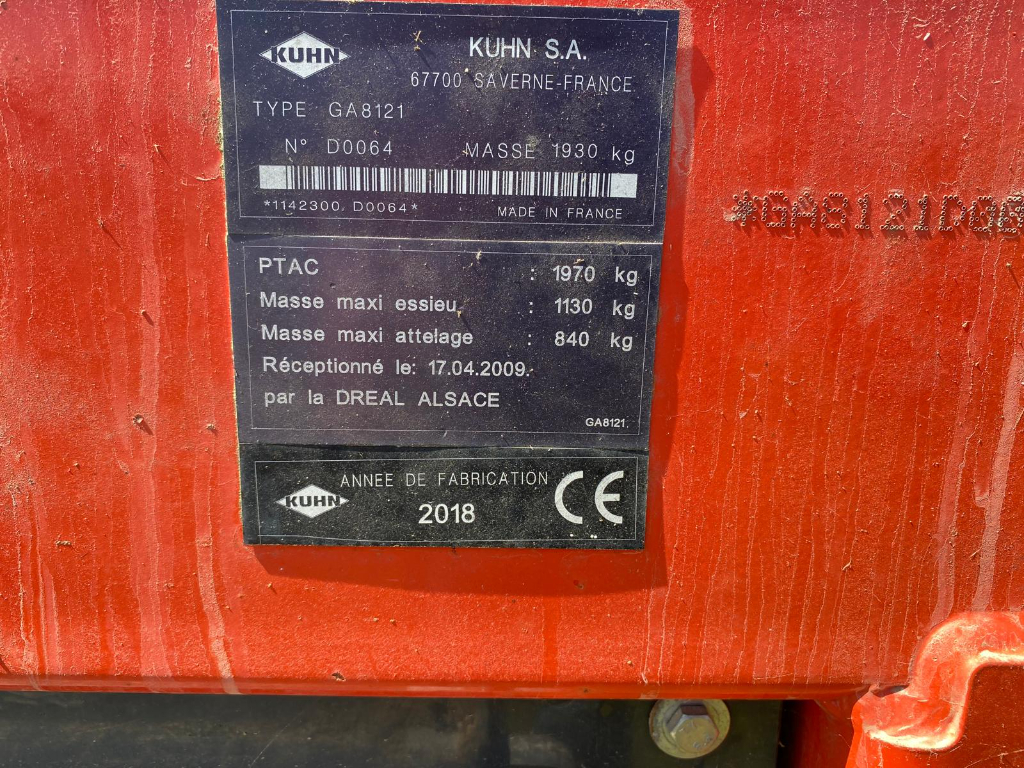 KUHN
KUHN S.A.
67700 SAVERNE-FRANCE
TYPE GA8121
N° D0064 MASSE 1930 kg
*1142300 D0064*
MADE IN FRANCE
PTAC : 1970 kg
Masse maxi essieu : 1130 kg
Masse maxi attelage : 840 kg
Réceptionné le: 17.04.2009.
par la DREAL ALSACE
GA8121.
KUHN
ANNEE DE FABRICATION
2018
CE
*GA8121D00